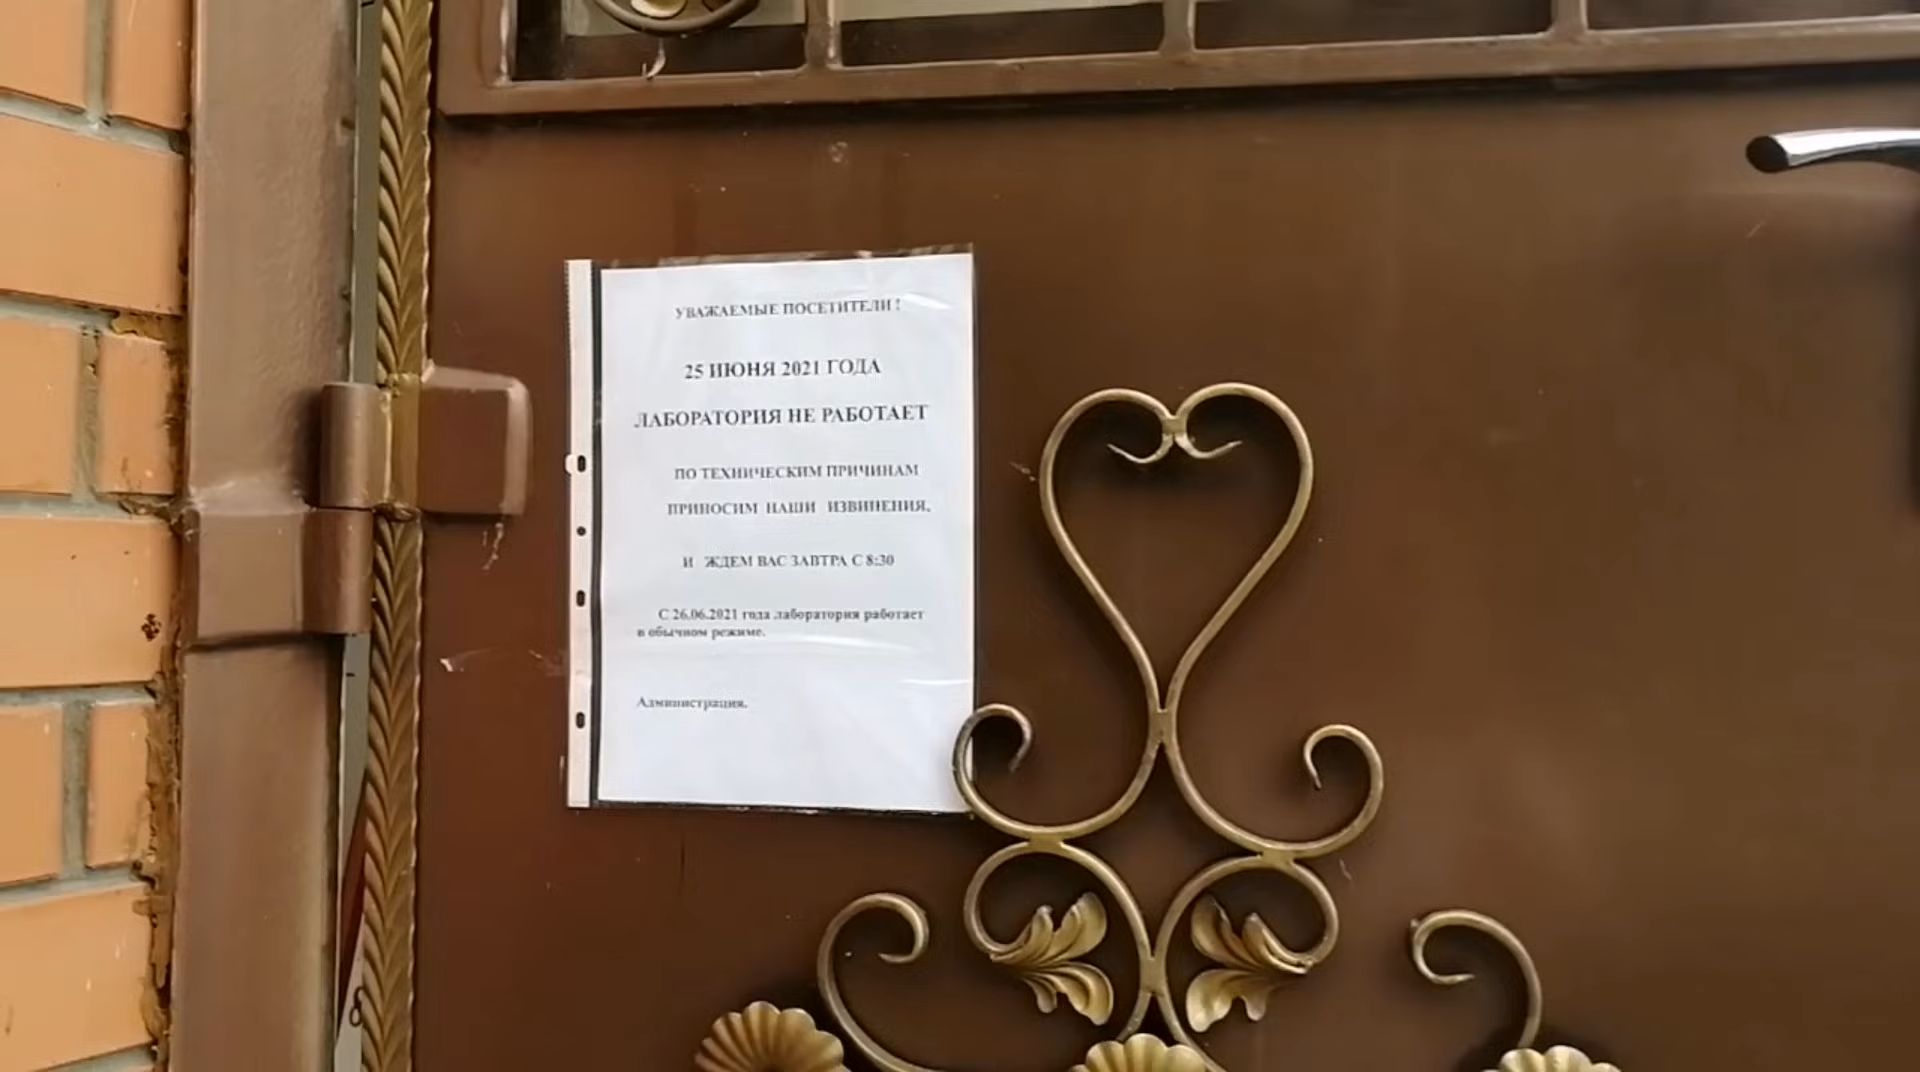 УВАЖАЕМЫЕ ПОСЕТИТЕЛИ !
25 ИЮНЯ 2021 ГОДА
ЛАБОРАТОРИЯ НЕ РАБОТАЕТ
ПО ТЕХНИЧЕСКИМ ПРИЧИНАМ
ПРИНОСИМ НАШИ ИЗВИНЕНИЯ,
И ЖДЕМ ВАС ЗАВТРА С 8:30
С 26.06.2021 года лаборатория работает
в обычном режиме.
Администрация.